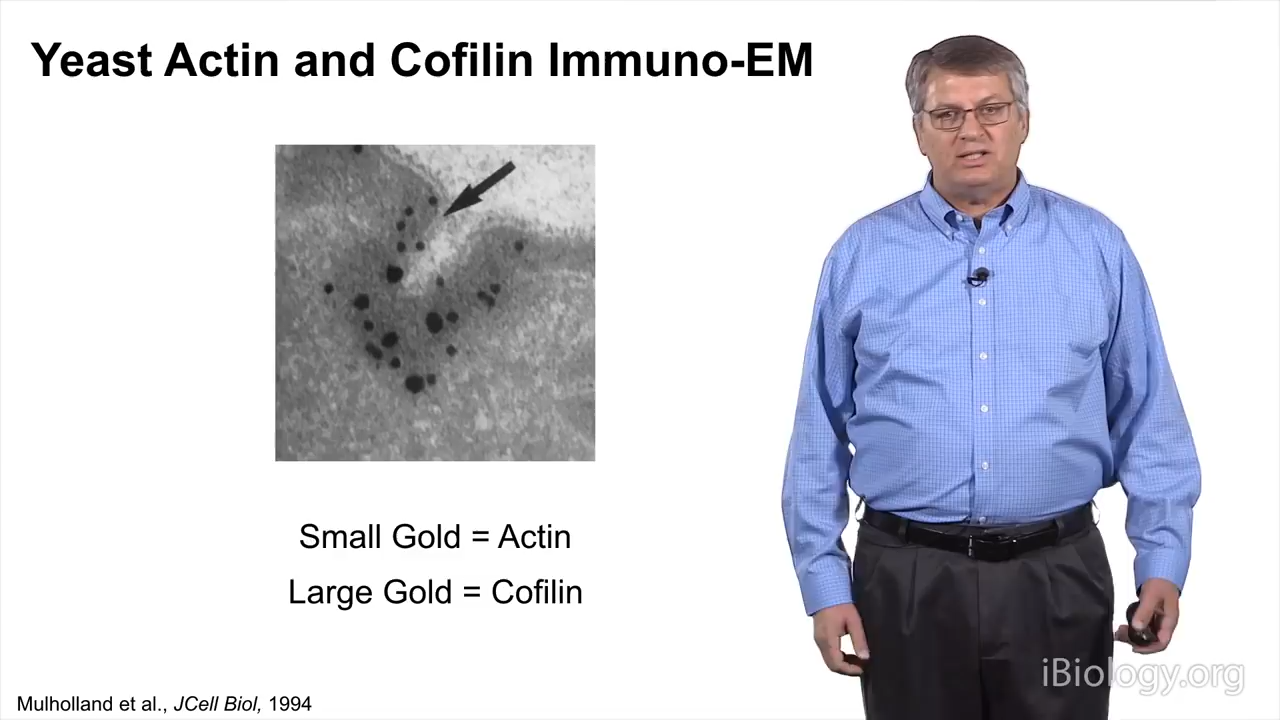 Yeast Actin and Cofilin Immuno-EM
Small Gold = Actin
Large Gold = Cofilin
Mulholland et al., JCell Biol, 1994
iBiology.org